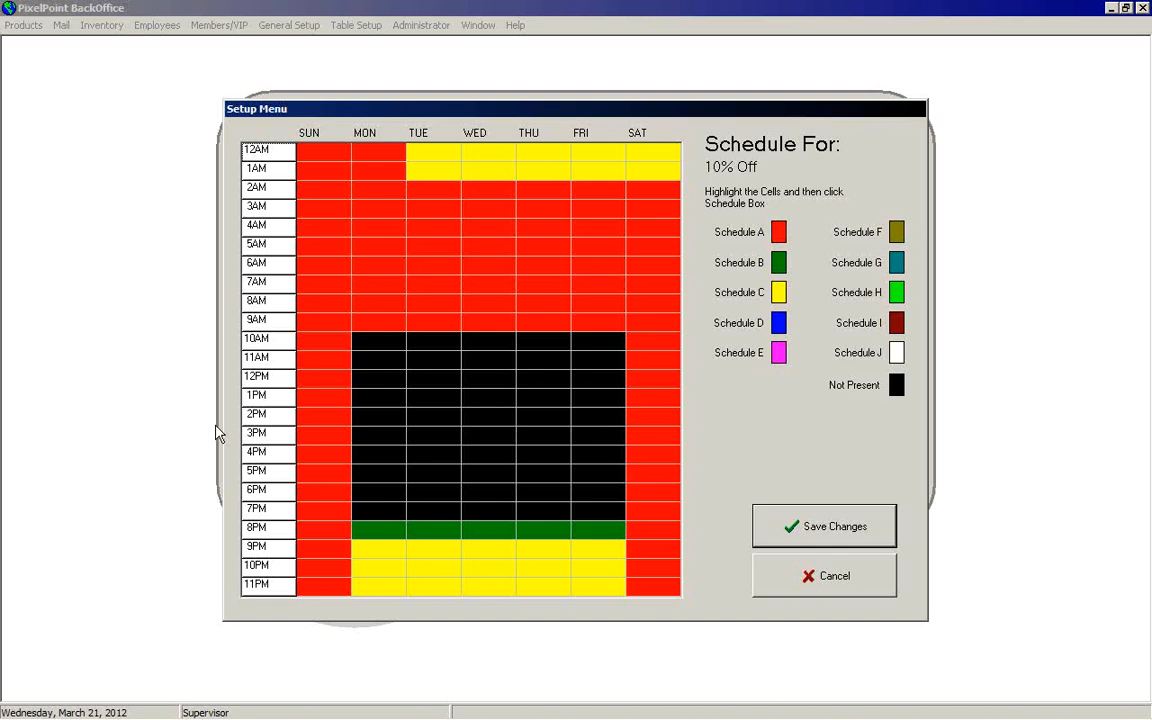 PixelPoint BackOffice
Products Mail Inventory Employees Members/VIP General Setup Table Setup Administrator Window Help
Setup Menu
SUN MON TUE WED THU FRI SAT
12AM
1AM
2AM
3AM
4AM
5AM
6AM
7AM
8AM
9AM
10AM
11AM
12PM
1PM
2PM
3PM
4PM
5PM
6PM
7PM
8PM
9PM
10PM
11PM
Schedule For:
10% Off
Highlight the Cells and then click
Schedule Box
Schedule A Schedule F
Schedule B Schedule G
Schedule C Schedule H
Schedule D Schedule I
Schedule E Schedule J
Not Present
Save Changes
Cancel
Wednesday, March 21, 2012 Supervisor